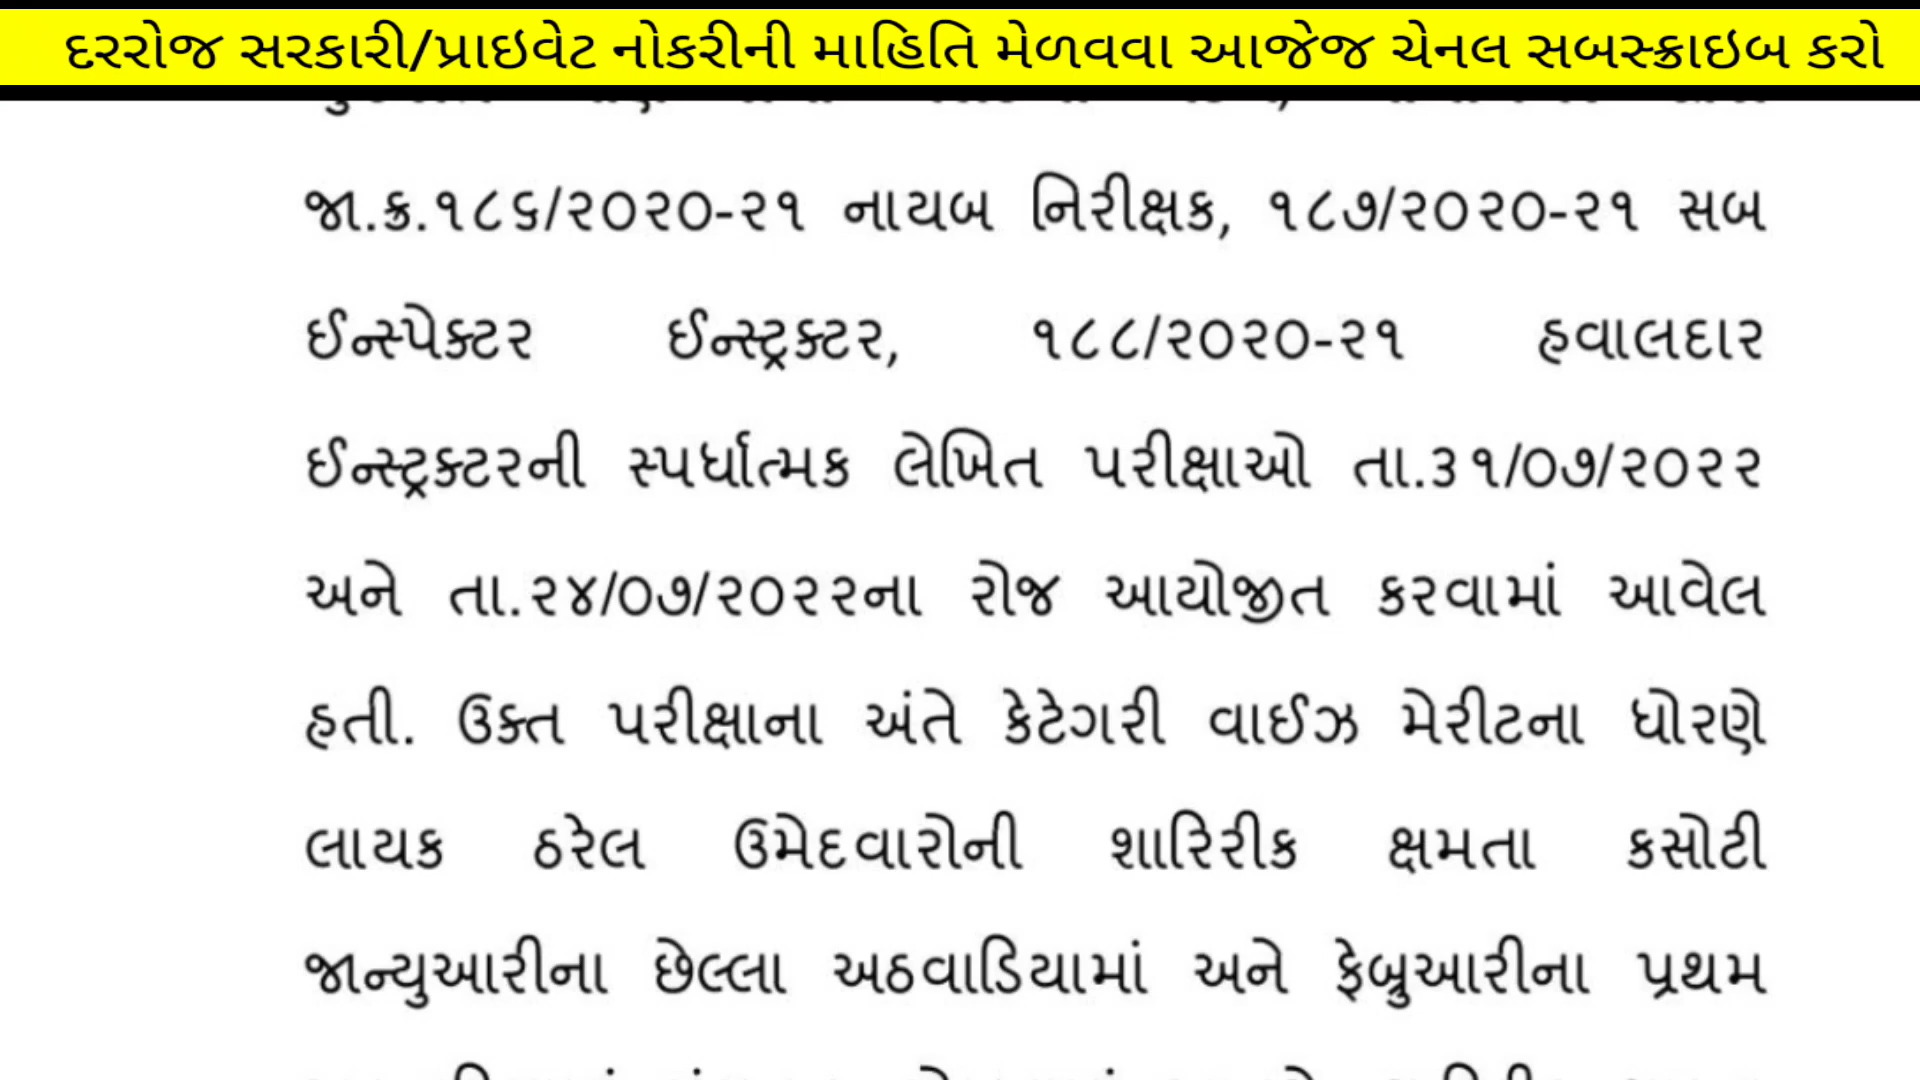 દરરોજ સરકારી/પ્રાઇવેટ નોકરીની માહિતિ મેળવવા આજેજ ચેનલ સબસ્ક્રાઇબ કરો
જા.ક્ર.૧૮૬/૨૦૨૦-૨૧ નાયબ નિરીક્ષક, ૧૮૭/૨૦૨૦-૨૧ સબ
ઈન્સ્પેક્ટર ઈન્સ્ટ્રક્ટર, ૧૮૮/૨૦૨૦-૨૧ હવાલદાર
ઈન્સ્ટ્રક્ટરની સ્પર્ધાત્મક લેખિત પરીક્ષાઓ તા.૩૧/૦૭/૨૦૨૨
અને તા.૨૪/૦૭/૨૦૨૨ના રોજ આયોજીત કરવામાં આવેલ
હતી. ઉક્ત પરીક્ષાના અંતે કેટેગરી વાઈઝ મેરીટના ધોરણે
લાયક ઠરેલ ઉમેદવારોની શારિરીક ક્ષમતા કસોટી
જાન્યુઆરીના છેલ્લા અઠવાડિયામાં અને ફેબ્રુઆરીના પ્રથમ